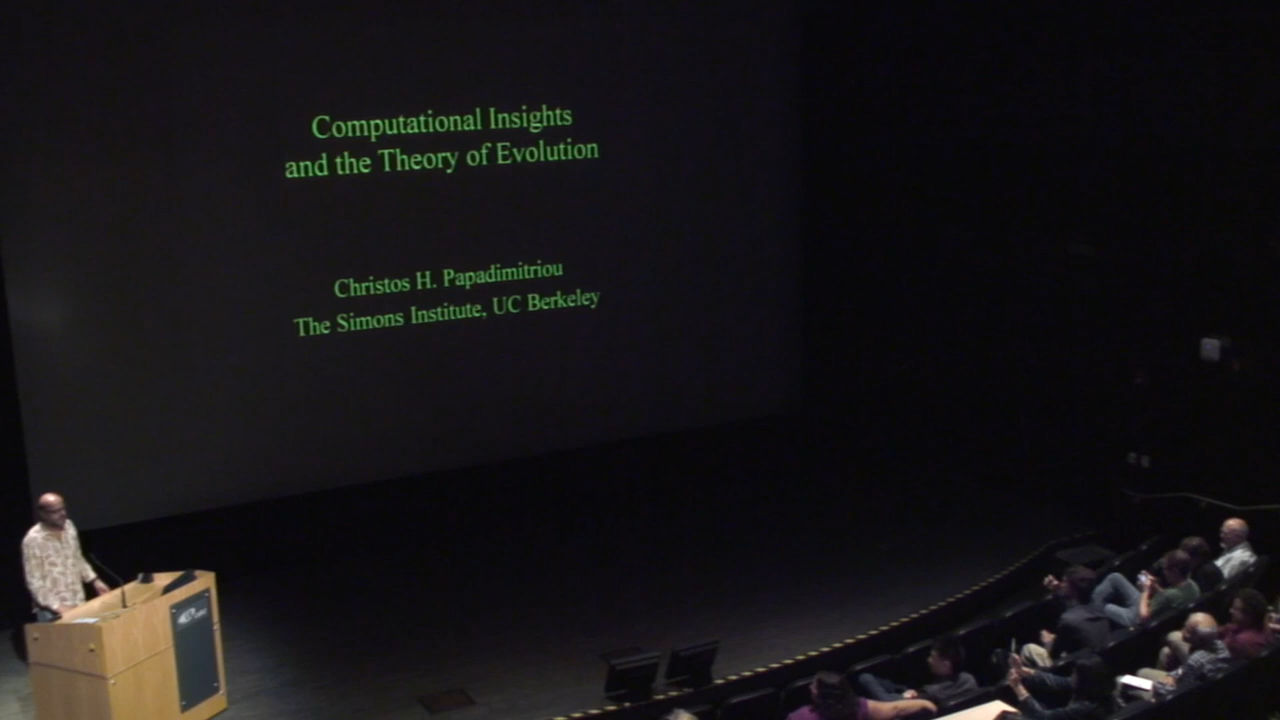 Computational Insights
and the Theory of Evolution
Christos H. Papadimitriou
The Simons Institute, UC Berkeley